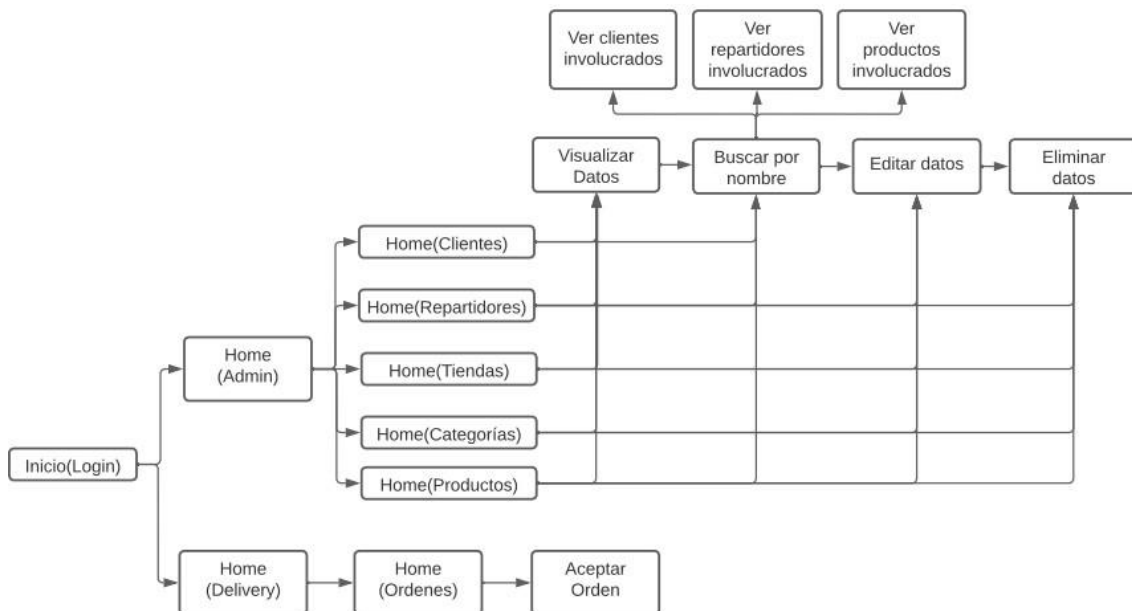 Ver clientes
involucrados
Ver
repartidores
involucrados
Ver
productos
involucrados
Visualizar
Datos
Buscar por
nombre
Editar datos
Eliminar
datos
Home(Clientes)
Home(Repartidores)
Home
(Admin)
Home(Tiendas)
Home(Categorías)
Inicio(Login)
Home(Productos)
Home
(Delivery)
Home
(Ordenes)
Aceptar
Orden